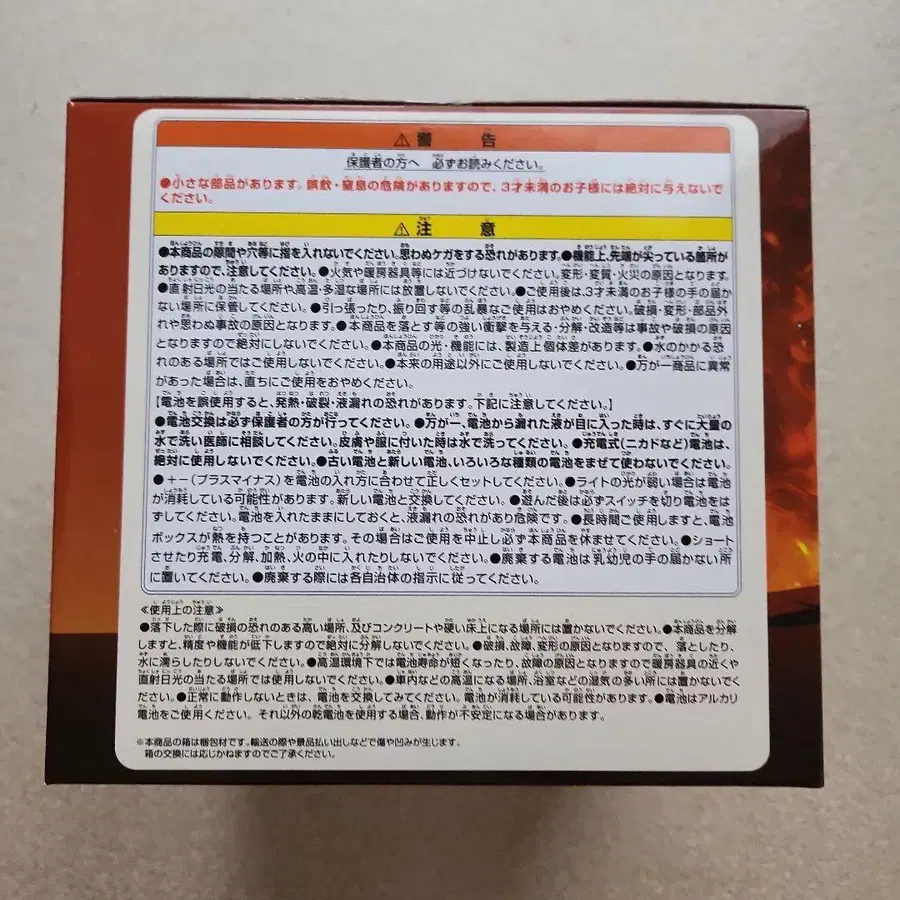 ⚠警 告
保護者の方へ 必ずお読みください。
●小さな部品があります。誤飲・窒息の危険がありますので、3才未満のお子様には絶対に与えないで
ください。
⚠注 意
●本商品の隙間や穴等に指を入れないでください。思わぬケガをする恐れがあります。●機能上、先端が尖っている箇所が
ありますので、注意してください。●火気や暖房器具等には近づけないでください。変形・変質・火災の原因となります。
●直射日光の当たる場所や高温・多湿な場所には放置しないでください。●ご使用後は、3才未満のお子様の手の届か
ない場所に保管してください。●引っ張ったり、振り回す等の乱暴なご使用はおやめください。破損・変形・部品外
れや思わぬ事故の原因となります。●本商品を落とす等の強い衝撃を与える・分解・改造等は事故や破損の原因
となりますので絶対にしないでください。●本商品の光・機能には、製造上個体差があります。●水のかかる恐
れのある場所ではご使用しないでください。●本来の用途以外にご使用しないでください。●万が一商品に異常
があった場合は、直ちにご使用をおやめください。
【電池を誤使用すると、発熱・破裂・液漏れの恐れがあります。下記に注意してください。】
●電池交換は必ず保護者の方が行ってください。●万が一、電池から漏れた液が目に入った時は、すぐに大量の
水で洗い医師に相談してください。皮膚や服に付いた時は水で洗ってください。●充電式(ニカドなど)電池は、
絶対に使用しないでください。●古い電池と新しい電池、いろいろな種類の電池をまぜて使わないでください。
●+-(プラスマイナス)を電池の入れ方に合わせて正しくセットしてください。●ライトの光が弱い場合は電池
が消耗している可能性があります。新しい電池と交換してください。●遊んだ後は必ずスイッチを切り電池をは
ずしてください。電池を入れたままにしておくと、液漏れの恐れがあり危険です。●長時間ご使用しますと、電池
ボックスが熱を持つことがあります。その場合はご使用を中止し必ず本商品を休ませてください。●ショート
させたり充電、分解、加熱、火の中に入れたりしないでください。●廃棄する電池は乳幼児の手の届かない所
に置いてください。●廃棄する際には各自治体の指示に従ってください。
≪使用上の注意≫
●落下した際に破損の恐れのある高い場所、及びコンクリートや硬い床上になる場所には置かないでください。●本商品を分解
しますと、精度や機能が低下しますので絶対に分解しないでください。●破損、故障、変形の原因となりますので、落としたり、
水に濡らしたりしないでください。●高温環境下では電池寿命が短くなったり、故障の原因となりますので暖房器具の近くや
直射日光の当たる場所では使用しないでください。●車内などの高温になる場所、浴室などの湿気の多い所には置かないでく
ださい。●正常に動作しないときは、電池を交換してみてください。電池が消耗している可能性があります。●電池はアルカリ
電池をご使用ください。それ以外の乾電池を使用する場合、動作が不安定になる場合があります。
※本商品の箱は梱包材です。輸送の際や景品払い出しなどで傷や凹みが生じます。
箱の交換には応じかねますのでご了承ください。